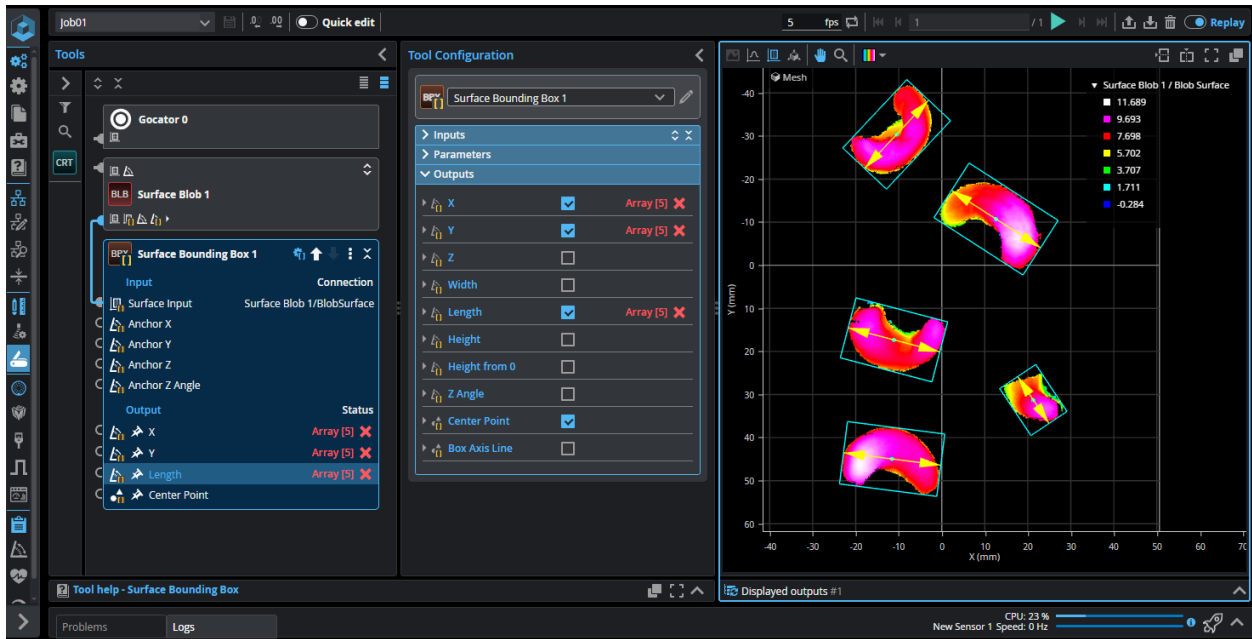 Job01
.0 .00
Quick edit
5 fps
1 / 1
Replay
Tools
CRT
Gocator 0
BLB Surface Blob 1
BPX Surface Bounding Box 1
Input Connection
Surface Input Surface Blob 1/BlobSurface
Anchor X
Anchor Y
Anchor Z
Anchor Z Angle
Output Status
X Array [5]
Y Array [5]
Length Array [5]
Center Point
Tool help - Surface Bounding Box
Tool Configuration
Surface Bounding Box 1
Inputs
Parameters
Outputs
X Array [5]
Y Array [5]
Z
Width
Length Array [5]
Height
Height from 0
Z Angle
Center Point
Box Axis Line
Mesh
Surface Blob 1 / Blob Surface
11.689
9.693
7.698
5.702
3.707
1.711
-0.284
-40
-30
-20
-10
0
10
20
30
40
50
60
Y (mm)
-40 -30 -20 -10 0 10 20 30 40 50 60 70
X (mm)
Displayed outputs #1
Problems
Logs
CPU: 23 %
New Sensor 1 Speed: 0 Hz